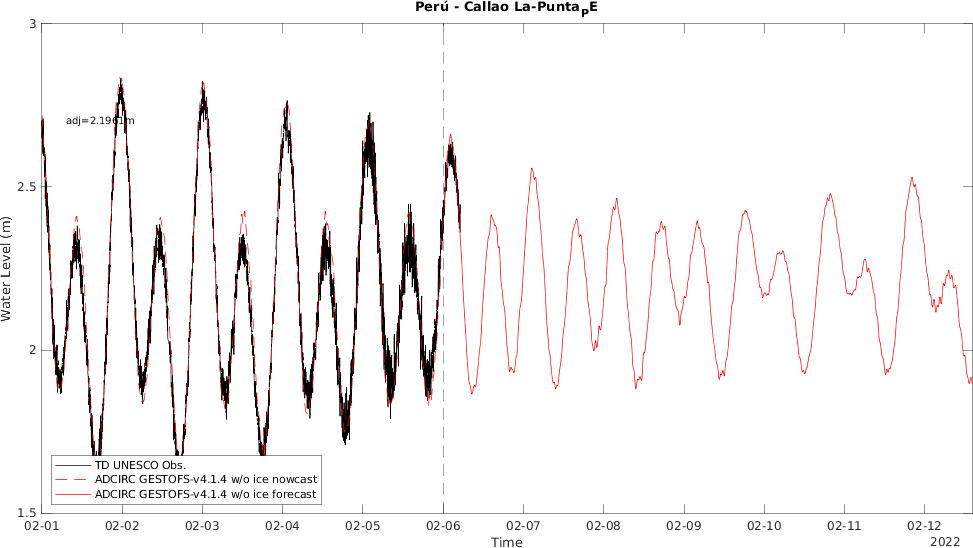 Perú - Callao La-PuntapE
3
2.5
2
1.5
Water Level (m)
adj=2.1961m
TD UNESCO Obs.
ADCIRC GESTOFS-v4.1.4 w/o ice nowcast
ADCIRC GESTOFS-v4.1.4 w/o ice forecast
02-01 02-02 02-03 02-04 02-05 02-06 02-07 02-08 02-09 02-10 02-11 02-12
Time
2022